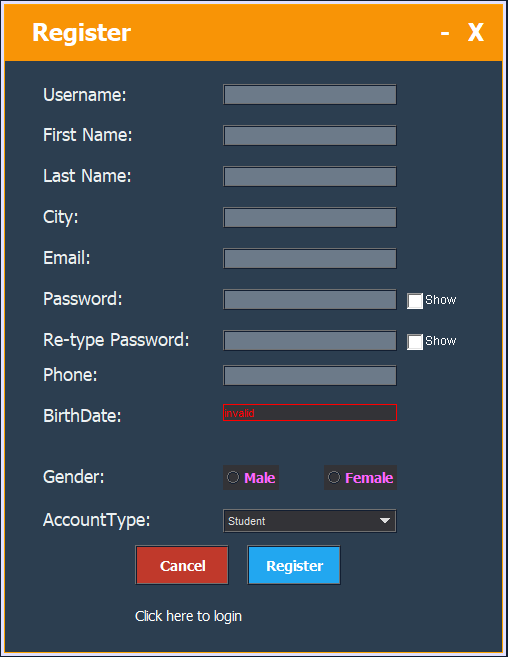 Register - X
Username:
First Name:
Last Name:
City:
Email:
Password: Show
Re-type Password: Show
Phone:
BirthDate: invalid
Gender: Male Female
AccountType: Student
Cancel Register
Click here to login